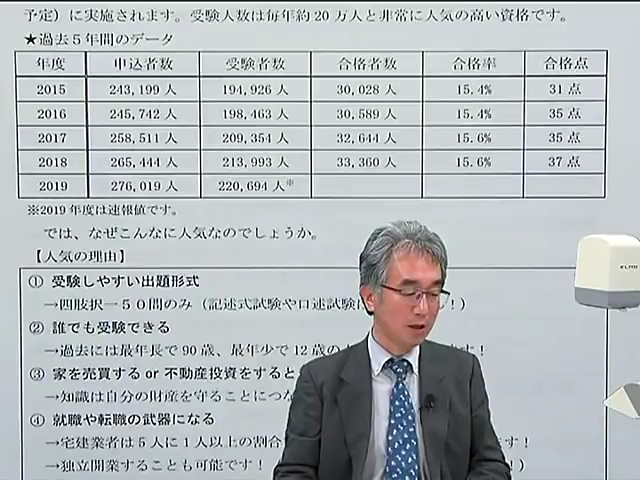 予定）に実施されます。受験人数は毎年約20万人と非常に人気の高い資格です。
★過去５年間のデータ
年度 申込者数 受験者数 合格者数 合格率 合格点
2015 243,199人 194,926人 30,028人 15.4% 31点
2016 245,742人 198,463人 30,589人 15.4% 35点
2017 258,511人 209,354人 32,644人 15.6% 35点
2018 265,444人 213,993人 33,360人 15.6% 37点
2019 276,019人 220,694人※
※2019年度は速報値です。
では、なぜこんなに人気なのでしょうか。
【人気の理由】
① 受験しやすい出題形式
→四肢択一５０問のみ（記述式試験や口述試験に ！）
② 誰でも受験できる
→過去には最年長で90歳、最年少で12歳の ます！
③ 家を売買するor不動産投資をすると
→知識は自分の財産を守ることにつな
④ 就職や転職の武器になる
→宅建業者は５人に１人以上の割合 ます！
→独立開業することも可能です！ ）
ELMO